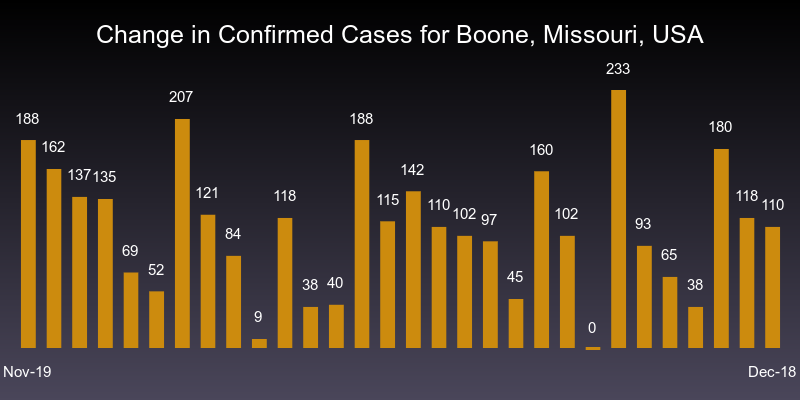 Change in Confirmed Cases for Boone, Missouri, USA
188 162 137 135 69 52 207 121 84 9 118 38 40 188 115 142 110 102 97 45 160 102 0 233 93 65 38 180 118 110
Nov-19 Dec-18